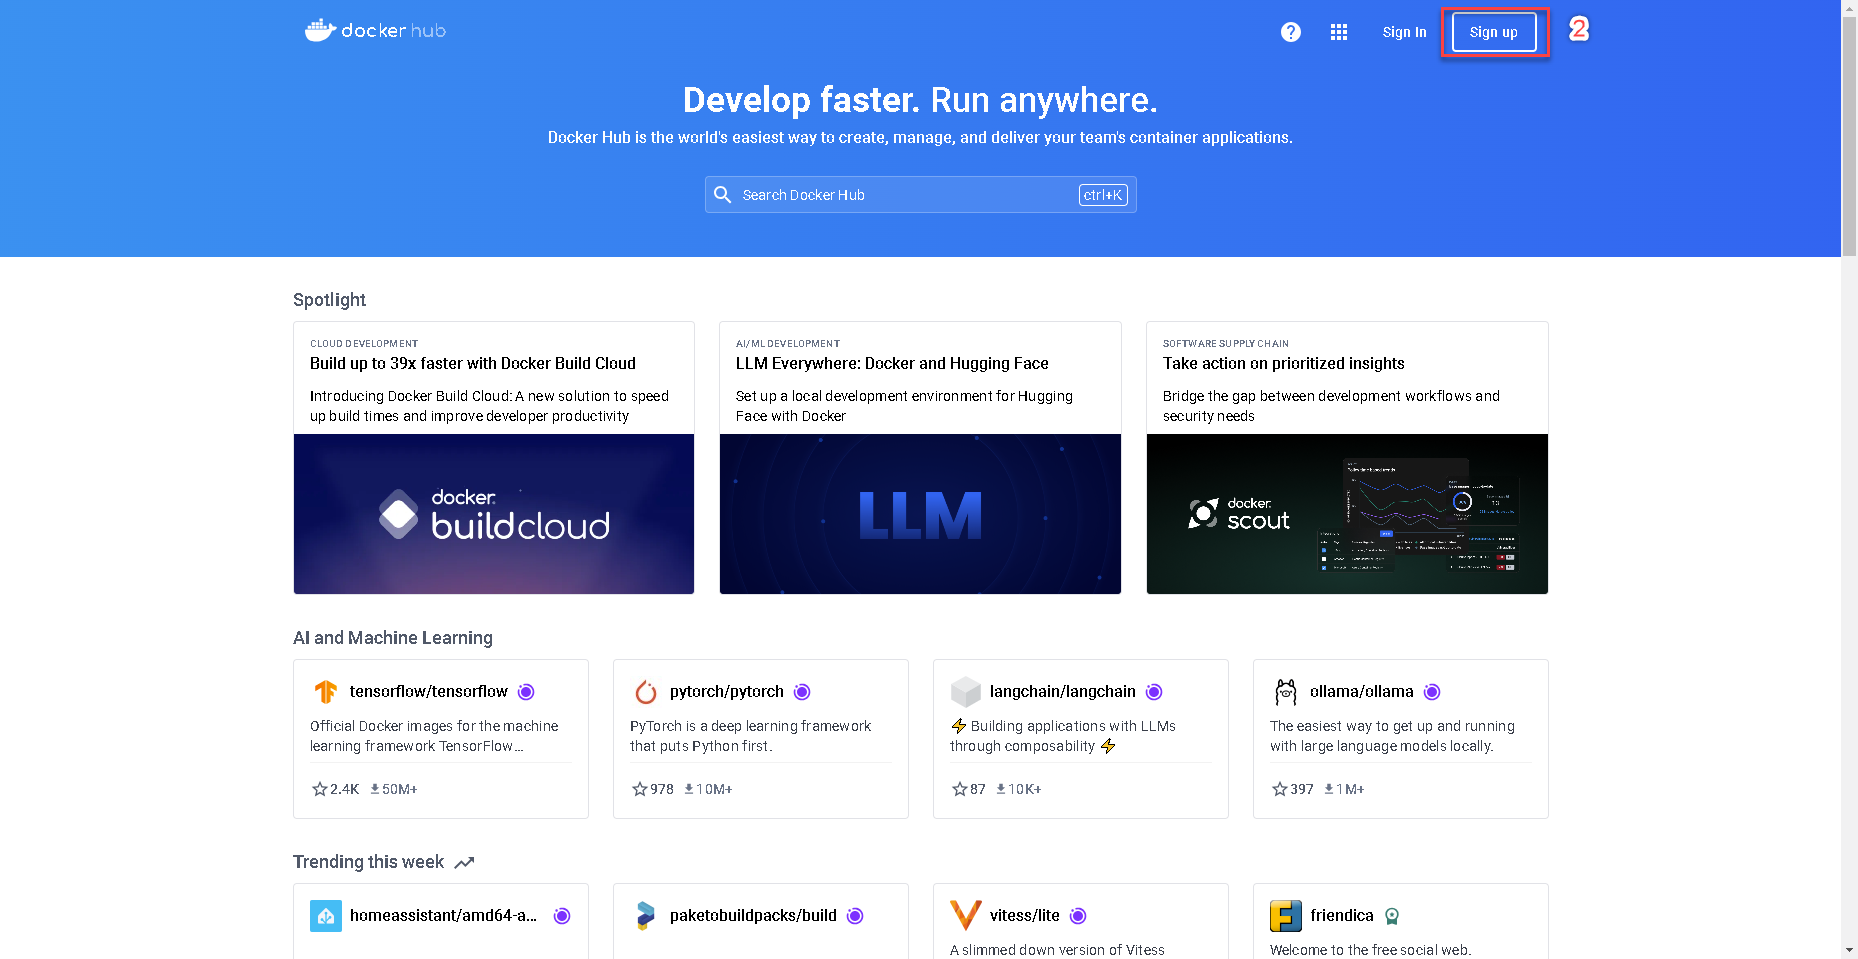 docker hub
Sign In
Sign up
2
Develop faster. Run anywhere.
Docker Hub is the world's easiest way to create, manage, and deliver your team's container applications.
Search Docker Hub
ctrl+K
Spotlight
CLOUD DEVELOPMENT
Build up to 39x faster with Docker Build Cloud
Introducing Docker Build Cloud: A new solution to speed
up build times and improve developer productivity
docker
build cloud
AI/ML DEVELOPMENT
LLM Everywhere: Docker and Hugging Face
Set up a local development environment for Hugging
Face with Docker
LLM
SOFTWARE SUPPLY CHAIN
Take action on prioritized insights
Bridge the gap between development workflows and
security needs
docker
scout
AI and Machine Learning
tensorflow/tensorflow
Official Docker images for the machine
learning framework TensorFlow...
2.4K 50M+
pytorch/pytorch
PyTorch is a deep learning framework
that puts Python first.
978 10M+
langchain/langchain
⚡ Building applications with LLMs
through composability ⚡
87 10K+
ollama/ollama
The easiest way to get up and running
with large language models locally.
397 1M+
Trending this week
homeassistant/amd64-a...
paketobuildpacks/build
vitess/lite
A slimmed down version of Vitess
friendica
Welcome to the free social web.